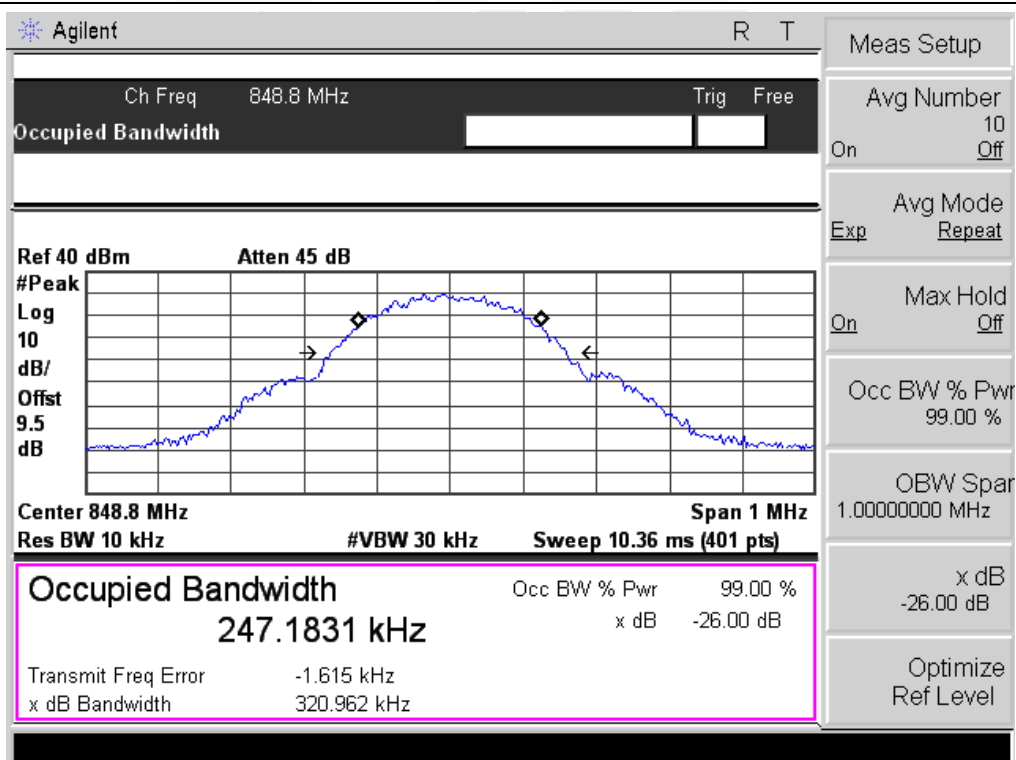 Agilent R T
Ch Freq 848.8 MHz Trig Free
Occupied Bandwidth
Ref 40 dBm Atten 45 dB
#Peak
Log
10
dB/
Offst
9.5
dB
Center 848.8 MHz Span 1 MHz
Res BW 10 kHz #VBW 30 kHz Sweep 10.36 ms (401 pts)
Occupied Bandwidth Occ BW % Pwr 99.00 %
247.1831 kHz x dB -26.00 dB
Transmit Freq Error -1.615 kHz
x dB Bandwidth 320.962 kHz
Meas Setup
Avg Number
10
On Off
Avg Mode
Exp Repeat
Max Hold
On Off
Occ BW % Pwr
99.00 %
OBW Span
1.00000000 MHz
x dB
-26.00 dB
Optimize
Ref Level